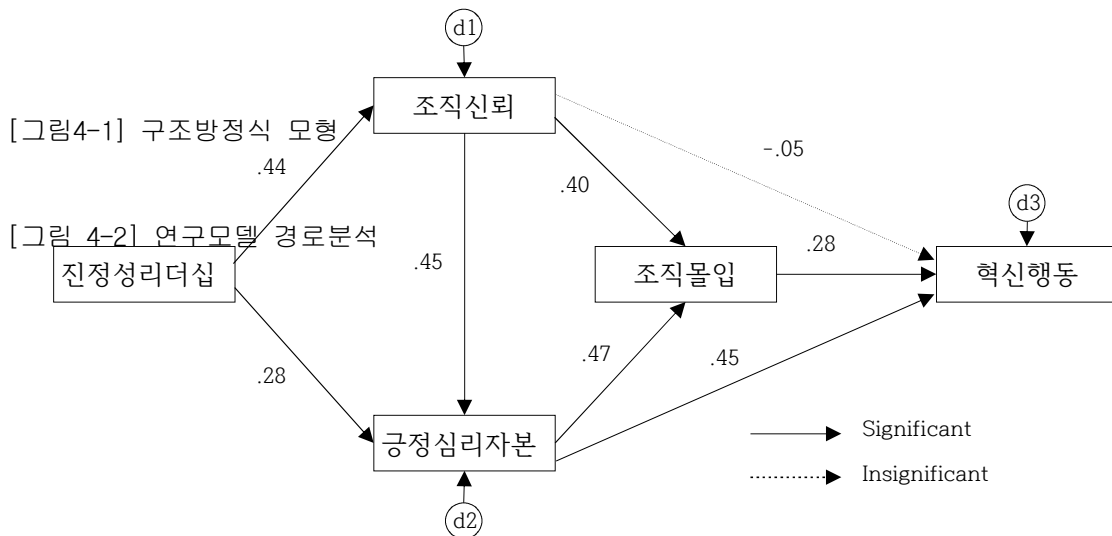 d1
조직신뢰
[그림4-1] 구조방정식 모형
-.05
.44
.40
d3
[그림 4-2] 연구모델 경로분석
.28
.45
진정성리더십
조직몰입
혁신행동
.47
.45
.28
Significant
긍정심리자본
Insignificant
d2